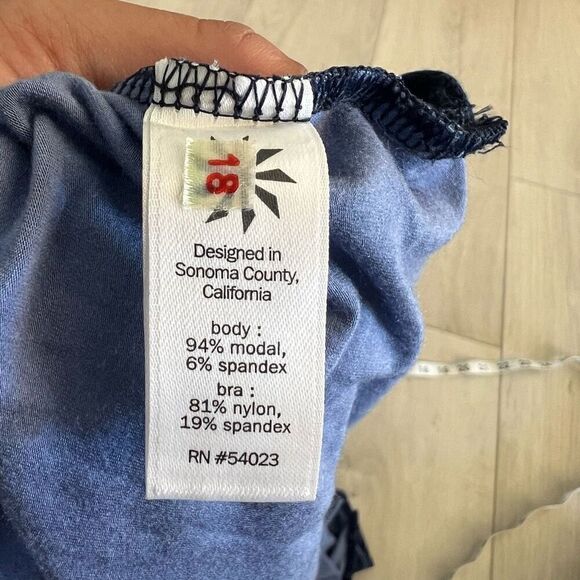 18
Designed in
Sonoma County,
California
body :
94% modal,
6% spandex
bra :
81% nylon,
19% spandex
RN #54023